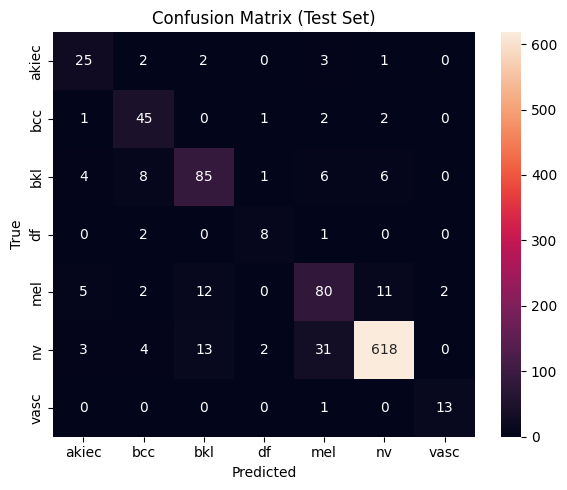 Confusion Matrix (Test Set)
True
akiec 25 2 2 0 3 1 0
bcc 1 45 0 1 2 2 0
bkl 4 8 85 1 6 6 0
df 0 2 0 8 1 0 0
mel 5 2 12 0 80 11 2
nv 3 4 13 2 31 618 0
vasc 0 0 0 0 1 0 13
akiec bcc bkl df mel nv vasc
Predicted
600
500
400
300
200
100
0